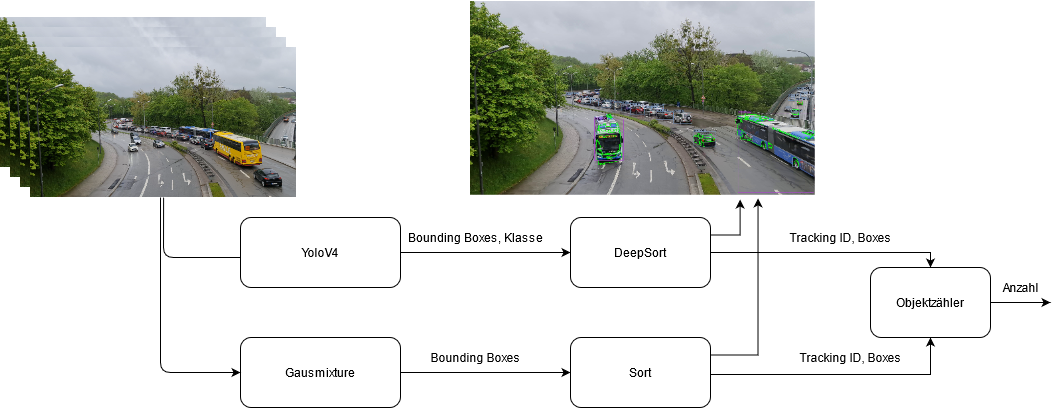 YoloV4
Bounding Boxes, Klasse
DeepSort
Tracking ID, Boxes
Objektzähler
Anzahl
Gausmixture
Bounding Boxes
Sort
Tracking ID, Boxes